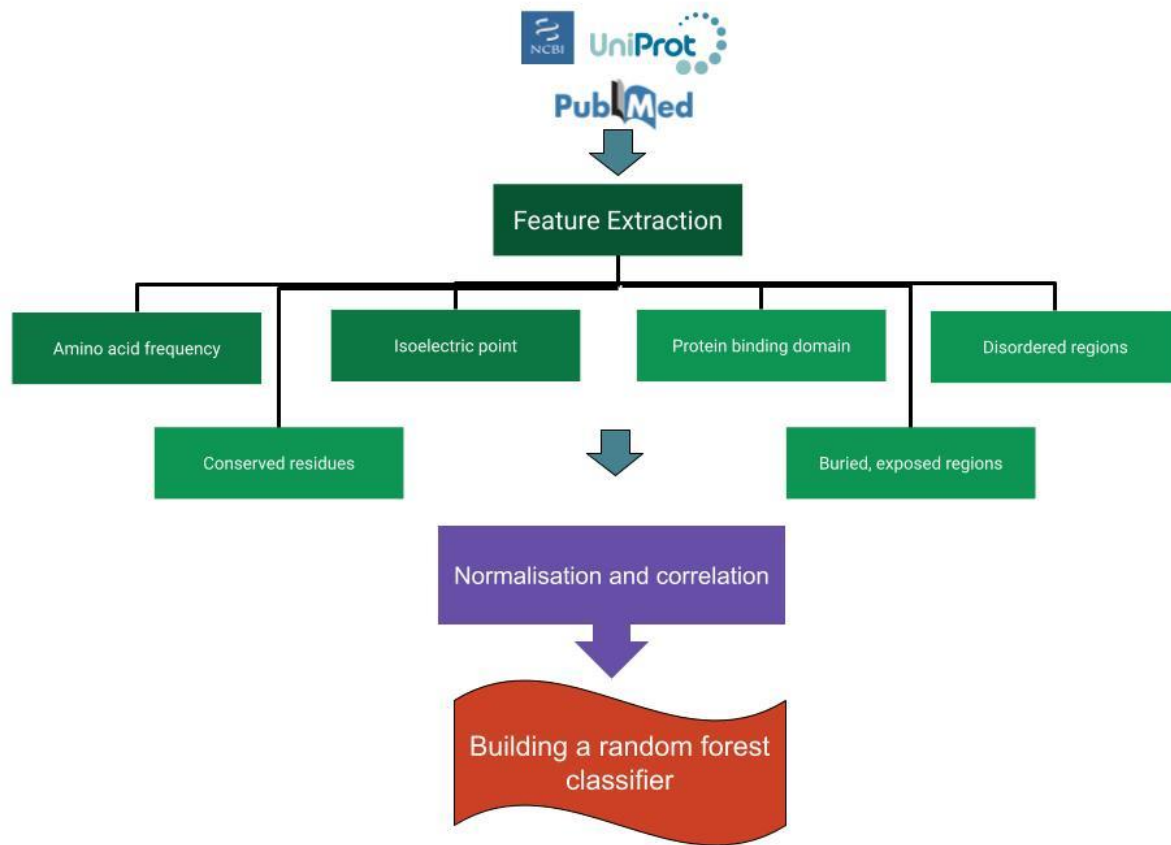 NCBI
UniProt
PubMed
Feature Extraction
Amino acid frequency
Isoelectric point
Protein binding domain
Disordered regions
Conserved residues
Buried, exposed regions
Normalisation and correlation
Building a random forest
classifier